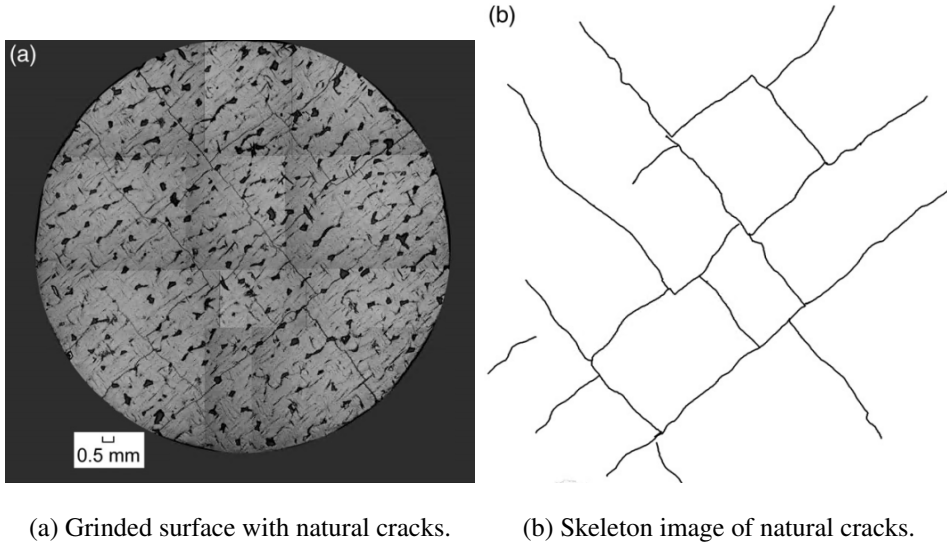 (a)
(b)
0.5 mm
(a) Grinded surface with natural cracks.
(b) Skeleton image of natural cracks.